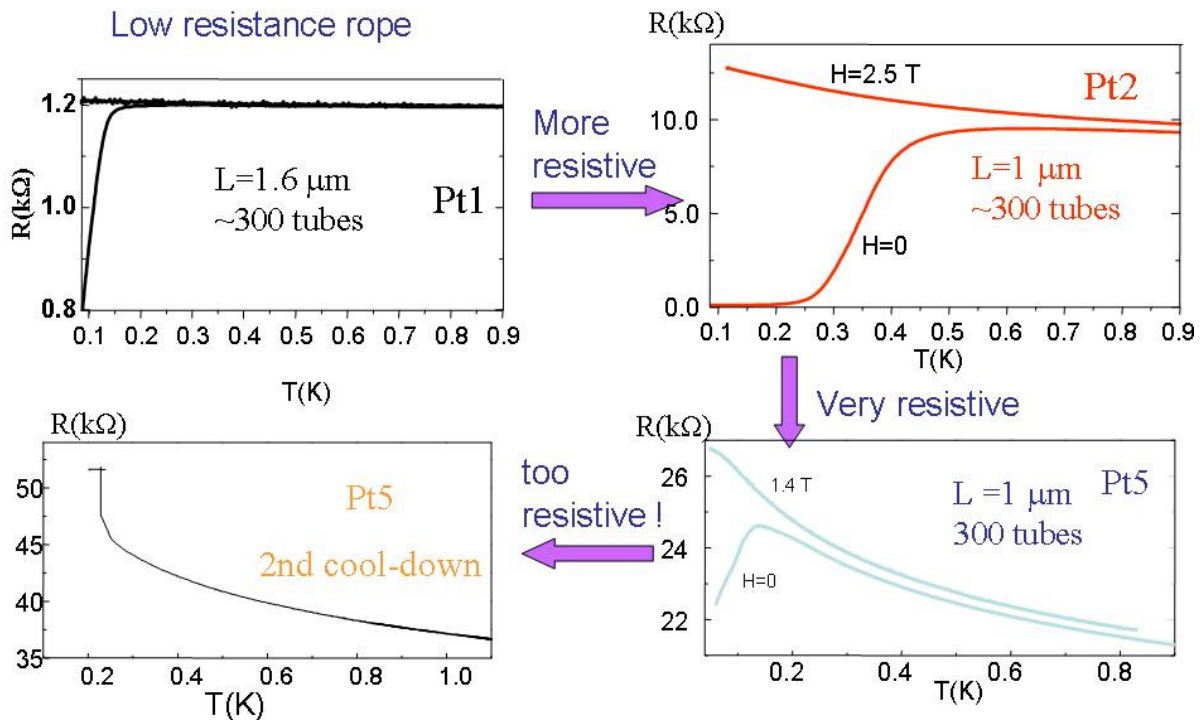 Low resistance rope
R(kΩ)
1.2
1.0
0.8
L=1.6 μm
~300 tubes
Pt1
0.1 0.2 0.3 0.4 0.5 0.6 0.7 0.8 0.9
T(K)
More
resistive
R(kΩ)
H=2.5 T
Pt2
10.0
5.0
0.0
L=1 μm
~300 tubes
H=0
0.1 0.2 0.3 0.4 0.5 0.6 0.7 0.8 0.9
T(K)
Very resistive
R(kΩ)
26
24
22
1.4 T
H=0
L =1 μm
300 tubes
Pt5
0.2 0.4 0.6 0.8
T(K)
too
resistive !
R(kΩ)
50
45
40
35
Pt5
2nd cool-down
0.2 0.4 0.6 0.8 1.0
T(K)